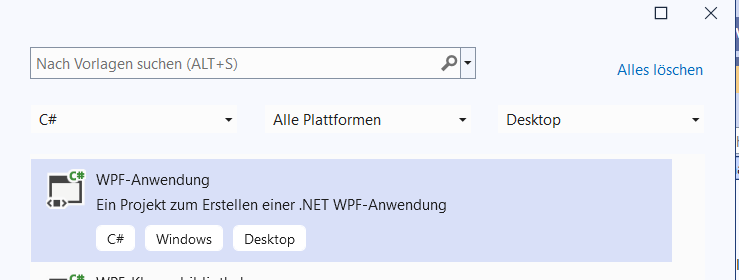 Nach Vorlagen suchen (ALT+S)
Alles löschen
C#
Alle Plattformen
Desktop
C#
WPF-Anwendung
Ein Projekt zum Erstellen einer .NET WPF-Anwendung
C#
Windows
Desktop